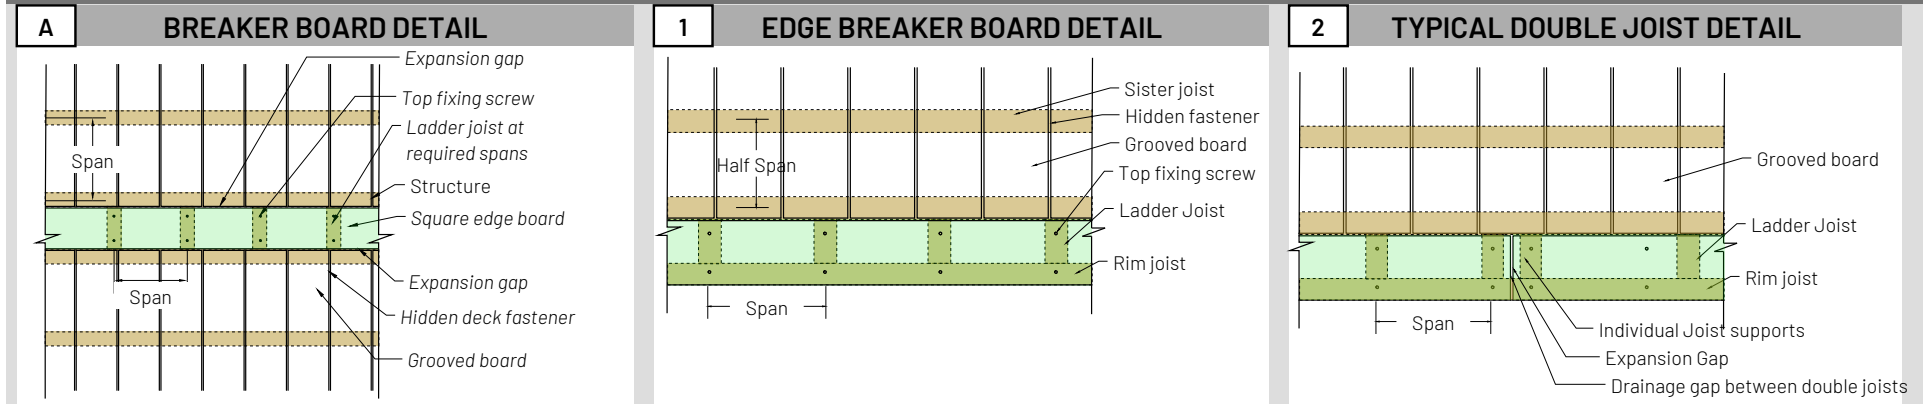 A
BREAKER BOARD DETAIL
Expansion gap
Top fixing screw
Ladder joist at
required spans
Span
Structure
Square edge board
Expansion gap
Span
Hidden deck fastener
Grooved board
1
EDGE BREAKER BOARD DETAIL
Sister joist
Hidden fastener
Grooved board
Half Span
Top fixing screw
Ladder Joist
Rim joist
Span
2
TYPICAL DOUBLE JOIST DETAIL
Grooved board
Ladder Joist
Rim joist
Span
Individual Joist supports
Expansion Gap
Drainage gap between double joists